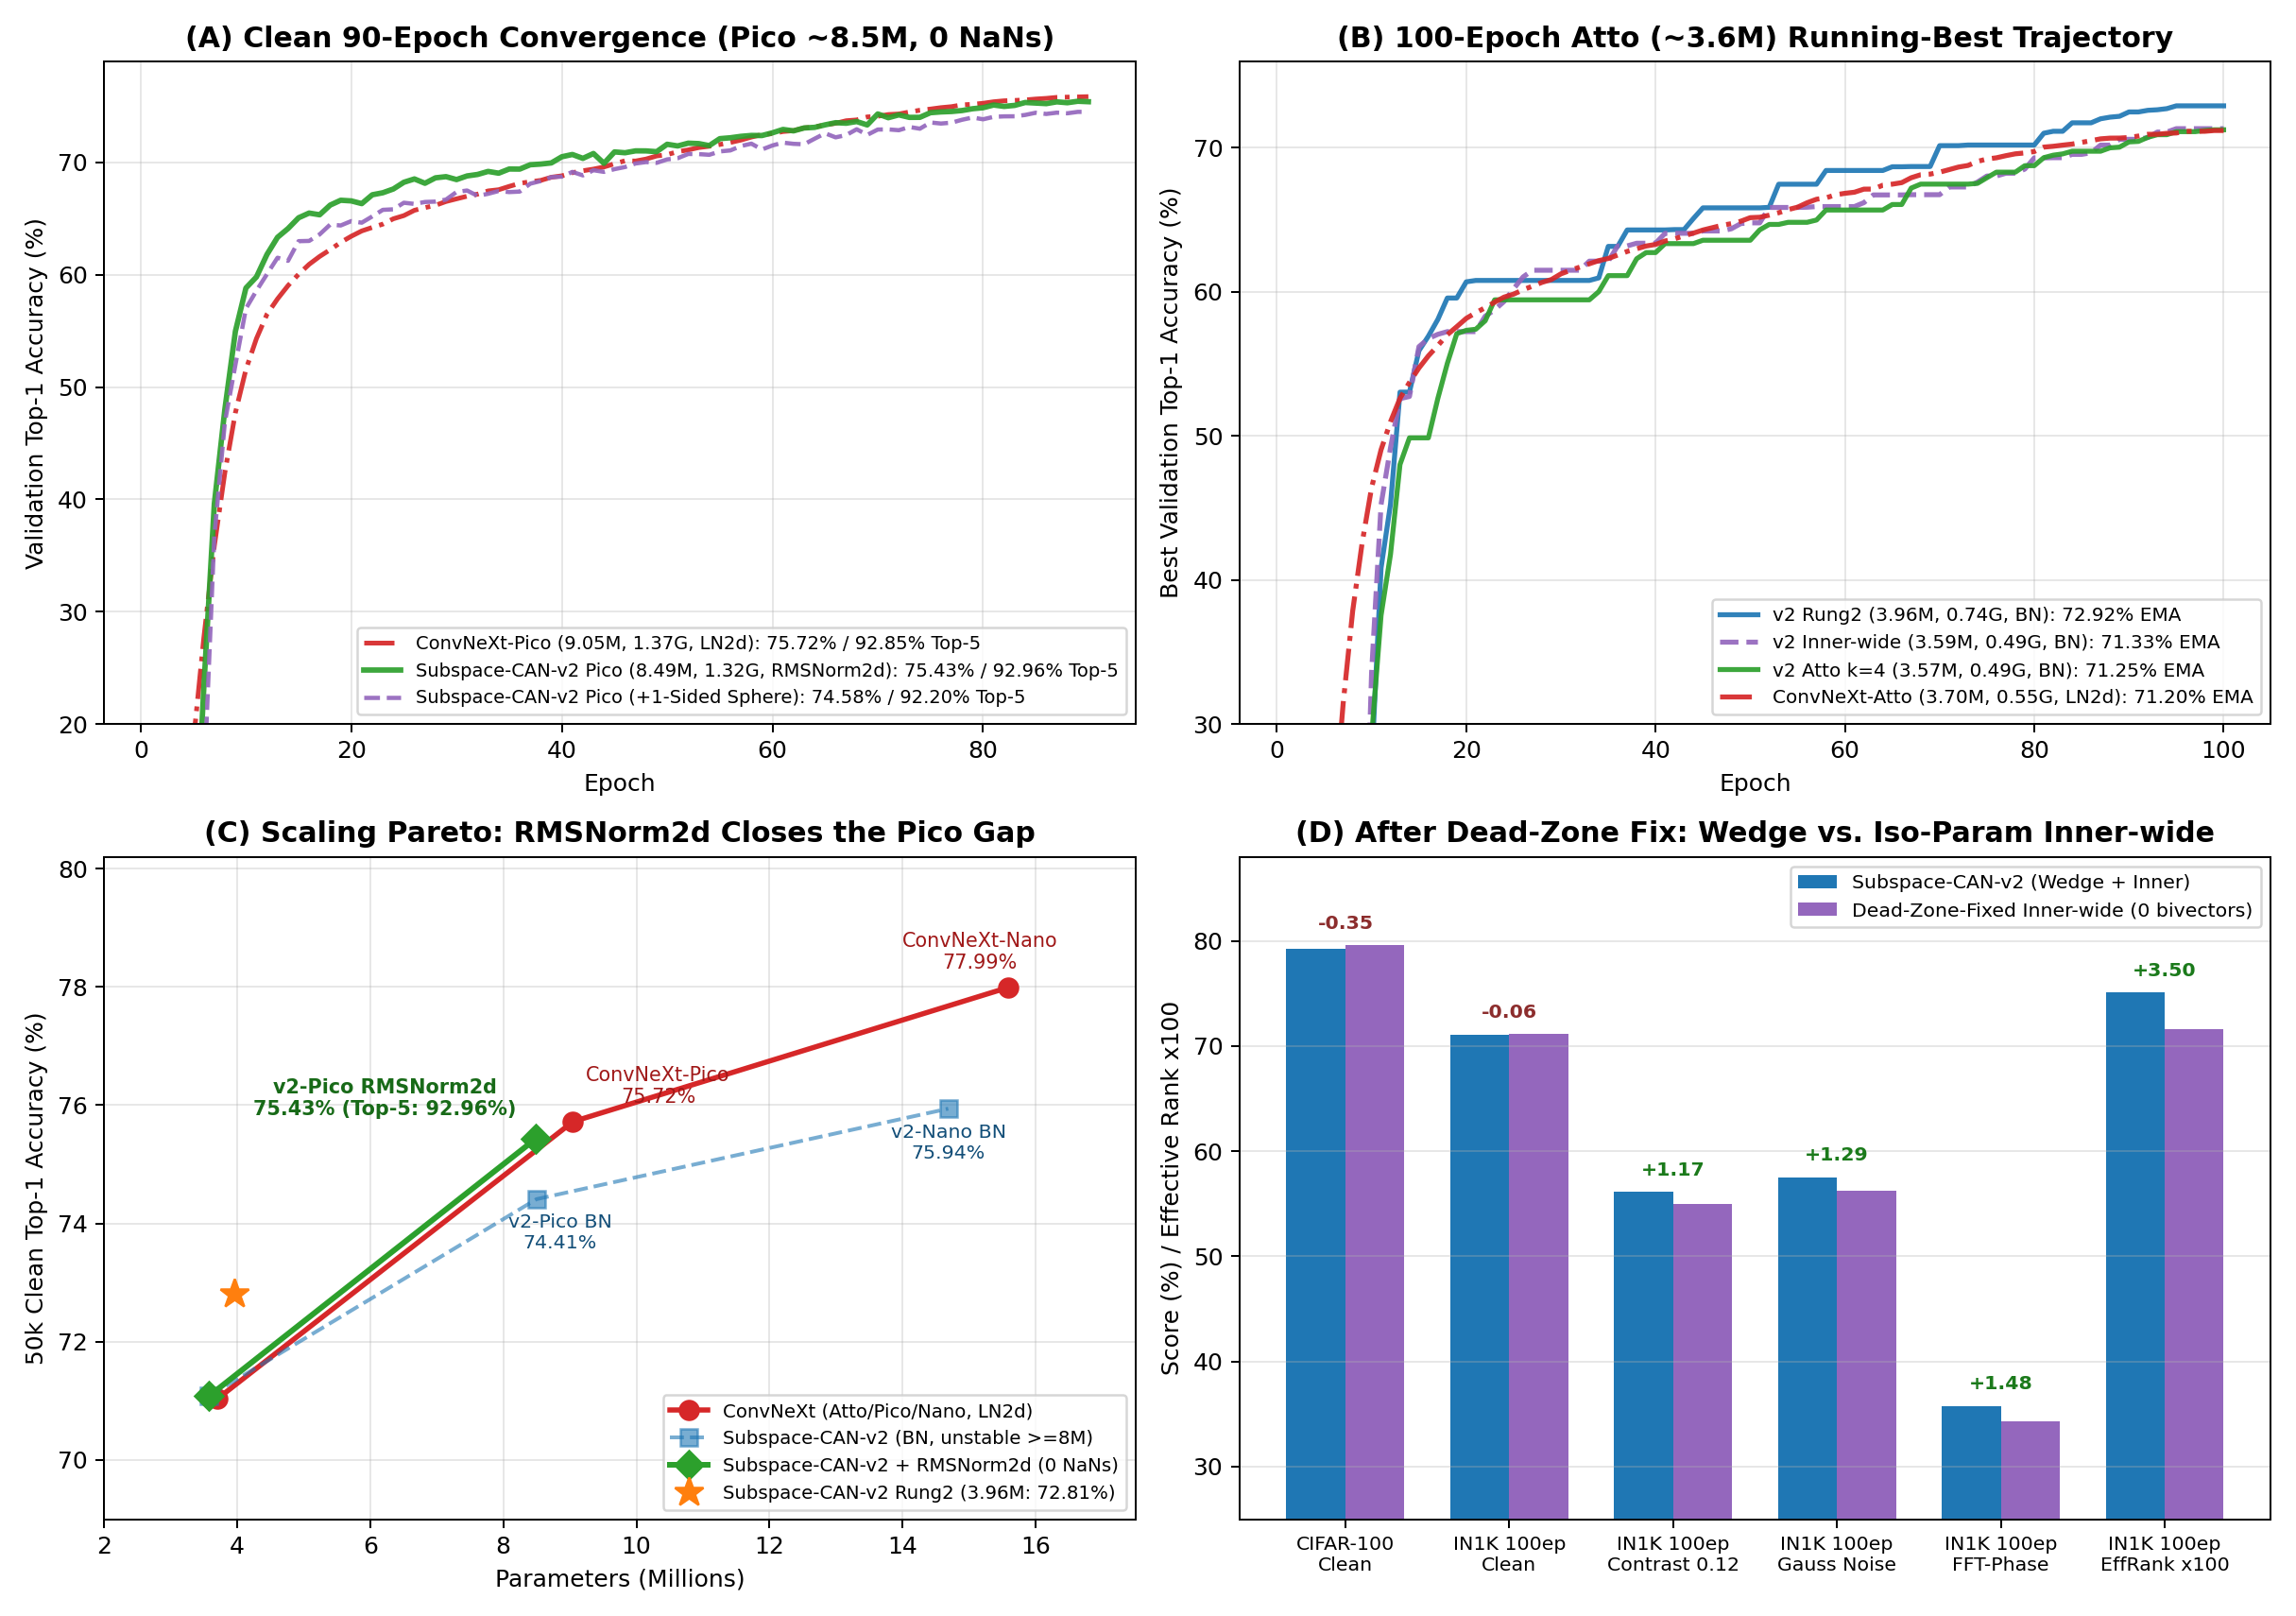 (A) Clean 90-Epoch Convergence (Pico ~8.5M, 0 NaNs)
Validation Top-1 Accuracy (%)
70
60
50
40
30
20
0
20
40
60
80
Epoch
ConvNeXt-Pico (9.05M, 1.37G, LN2d): 75.72% / 92.85% Top-5
Subspace-CAN-v2 Pico (8.49M, 1.32G, RMSNorm2d): 75.43% / 92.96% Top-5
Subspace-CAN-v2 Pico (+1-Sided Sphere): 74.58% / 92.20% Top-5
(B) 100-Epoch Atto (~3.6M) Running-Best Trajectory
Best Validation Top-1 Accuracy (%)
70
60
50
40
30
0
20
40
60
80
100
Epoch
v2 Rung2 (3.96M, 0.74G, BN): 72.92% EMA
v2 Inner-wide (3.59M, 0.49G, BN): 71.33% EMA
v2 Atto k=4 (3.57M, 0.49G, BN): 71.25% EMA
ConvNeXt-Atto (3.70M, 0.55G, LN2d): 71.20% EMA
(C) Scaling Pareto: RMSNorm2d Closes the Pico Gap
50k Clean Top-1 Accuracy (%)
80
78
76
74
72
70
2
4
6
8
10
12
14
16
Parameters (Millions)
ConvNeXt-Nano
77.99%
ConvNeXt-Pico
75.72%
v2-Pico RMSNorm2d
75.43% (Top-5: 92.96%)
v2-Nano BN
75.94%
v2-Pico BN
74.41%
ConvNeXt (Atto/Pico/Nano, LN2d)
Subspace-CAN-v2 (BN, unstable >=8M)
Subspace-CAN-v2 + RMSNorm2d (0 NaNs)
Subspace-CAN-v2 Rung2 (3.96M: 72.81%)
(D) After Dead-Zone Fix: Wedge vs. Iso-Param Inner-wide
Score (%) / Effective Rank x100
80
70
60
50
40
30
Subspace-CAN-v2 (Wedge + Inner)
Dead-Zone-Fixed Inner-wide (0 bivectors)
-0.35
-0.06
+1.17
+1.29
+1.48
+3.50
CIFAR-100
Clean
IN1K 100ep
Clean
IN1K 100ep
Contrast 0.12
IN1K 100ep
Gauss Noise
IN1K 100ep
FFT-Phase
IN1K 100ep
EffRank x100